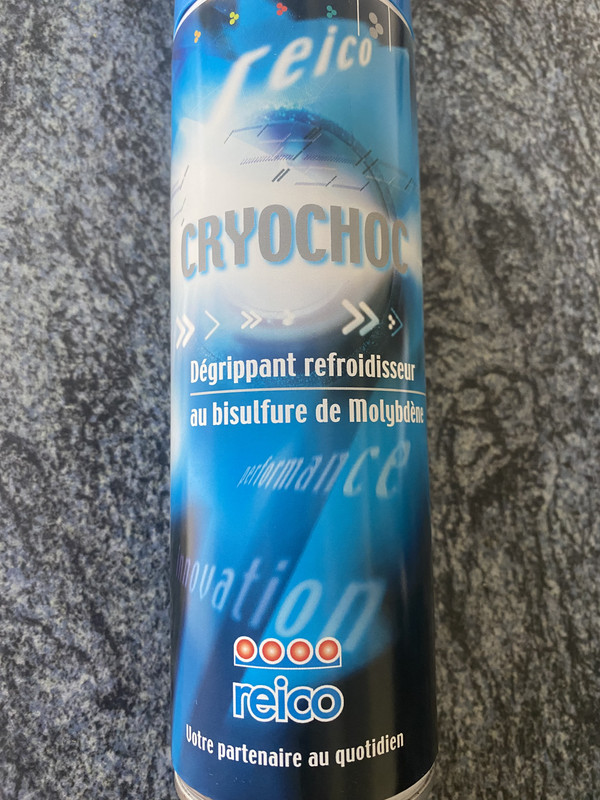 reico
CRYOCHOC
Dégrippant refroidisseur
au bisulfure de Molybdène
performance
innovation
reico
Votre partenaire au quotidien